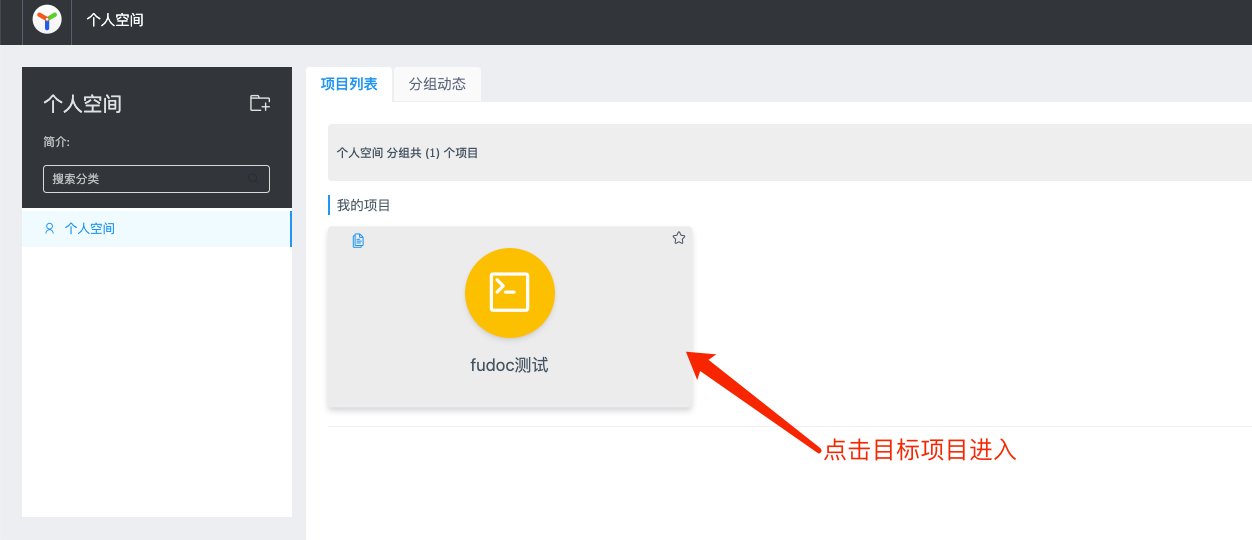 个人空间
个人空间
简介:
搜索分类
个人空间
项目列表
分组动态
个人空间 分组共 (1) 个项目
我的项目
fudoc测试
点击目标项目进入